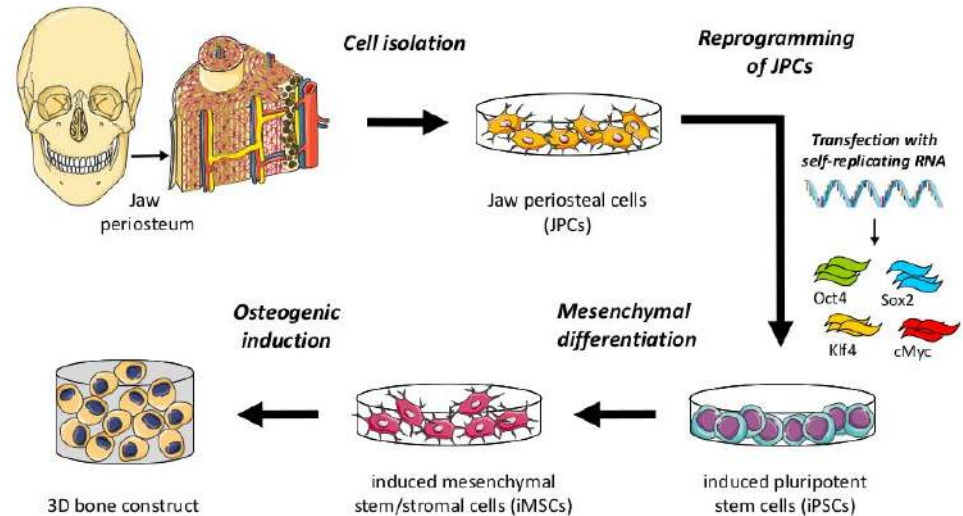 Cell isolation
Reprogramming
of JPCs
Jaw
periosteum
Jaw periosteal cells
(JPCs)
Transfection with
self-replicating RNA
Oct4
Sox2
Klf4
cMyc
Osteogenic
induction
Mesenchymal
differentiation
3D bone construct
induced mesenchymal
stem/stromal cells (iMSCs)
induced pluripotent
stem cells (iPSCs)